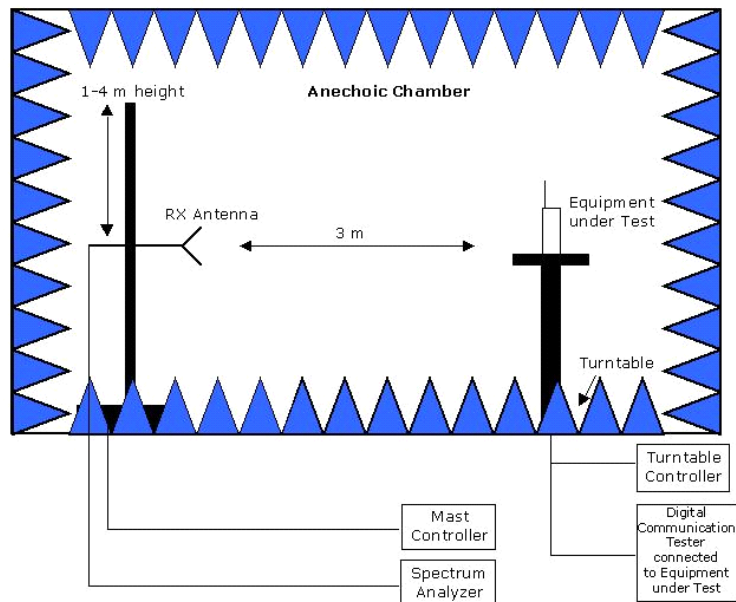 1-4 m height
Anechoic Chamber
RX Antenna
Equipment
under Test
3 m
Turntable
Turntable
Controller
Mast
Controller
Digital
Communication
Tester
connected
to Equipment
under Test
Spectrum
Analyzer